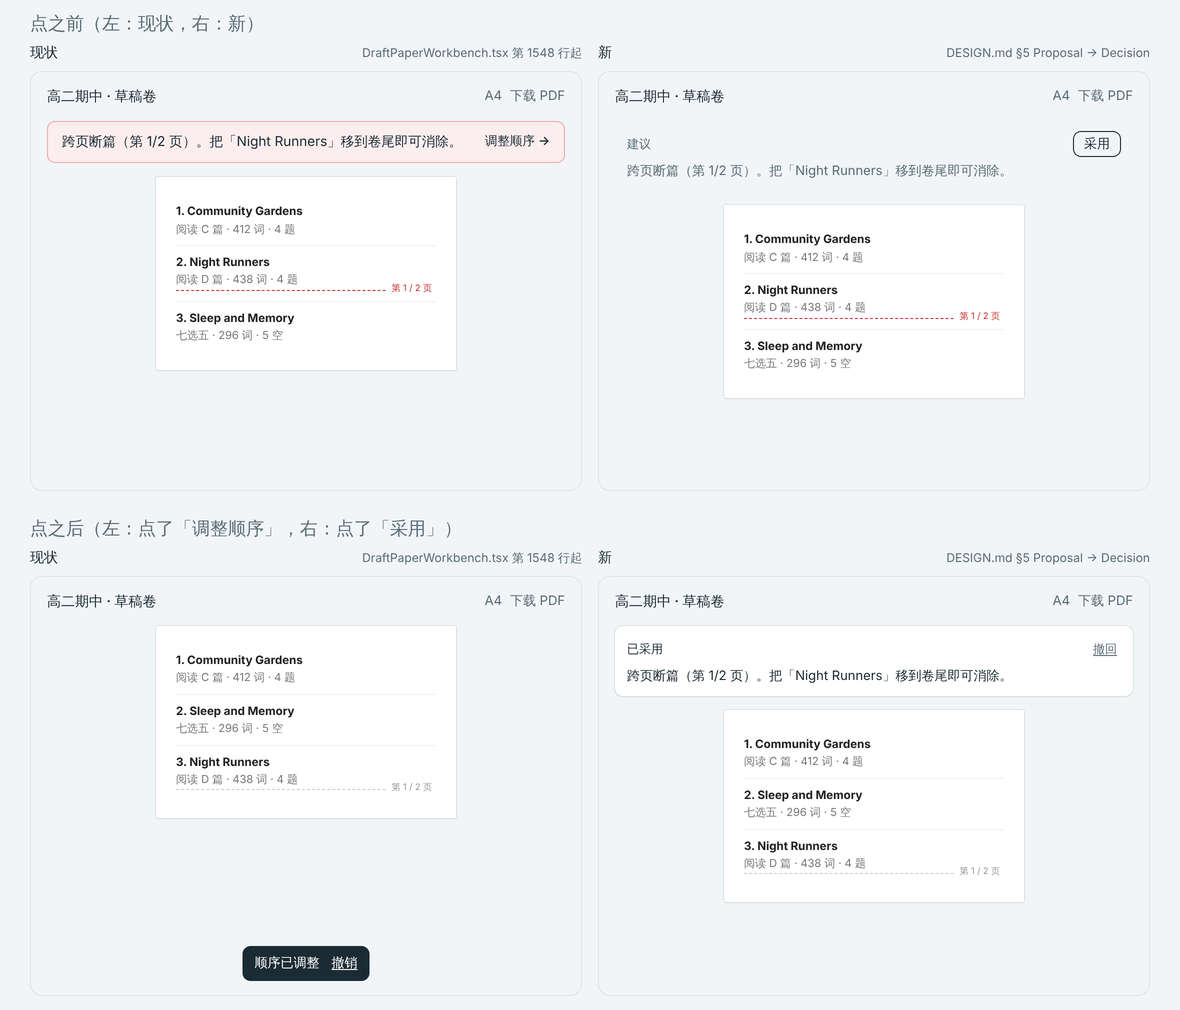 点之前（左：现状，右：新）
现状
DraftPaperWorkbench.tsx 第 1548 行起
新
DESIGN.md §5 Proposal → Decision
高二期中 · 草稿卷
A4 下载 PDF
跨页断篇（第 1/2 页）。把「Night Runners」移到卷尾即可消除。
调整顺序 →
1. Community Gardens
阅读 C 篇 · 412 词 · 4 题
2. Night Runners
阅读 D 篇 · 438 词 · 4 题
第 1 / 2 页
3. Sleep and Memory
七选五 · 296 词 · 5 空
高二期中 · 草稿卷
A4 下载 PDF
建议
采用
跨页断篇（第 1/2 页）。把「Night Runners」移到卷尾即可消除。
1. Community Gardens
阅读 C 篇 · 412 词 · 4 题
2. Night Runners
阅读 D 篇 · 438 词 · 4 题
第 1 / 2 页
3. Sleep and Memory
七选五 · 296 词 · 5 空
点之后（左：点了「调整顺序」，右：点了「采用」）
现状
DraftPaperWorkbench.tsx 第 1548 行起
新
DESIGN.md §5 Proposal → Decision
高二期中 · 草稿卷
A4 下载 PDF
1. Community Gardens
阅读 C 篇 · 412 词 · 4 题
2. Sleep and Memory
七选五 · 296 词 · 5 空
3. Night Runners
阅读 D 篇 · 438 词 · 4 题
第 1 / 2 页
顺序已调整 撤销
高二期中 · 草稿卷
A4 下载 PDF
已采用
撤回
跨页断篇（第 1/2 页）。把「Night Runners」移到卷尾即可消除。
1. Community Gardens
阅读 C 篇 · 412 词 · 4 题
2. Sleep and Memory
七选五 · 296 词 · 5 空
3. Night Runners
阅读 D 篇 · 438 词 · 4 题
第 1 / 2 页